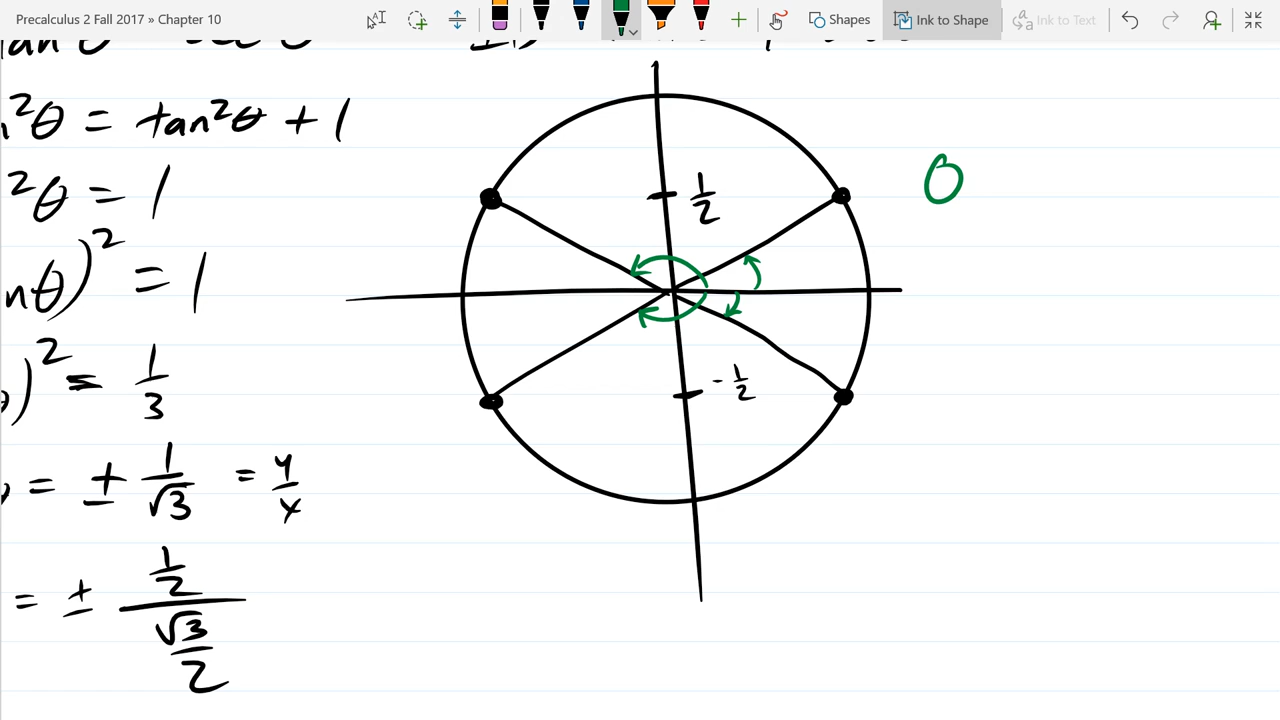 Precalculus 2 Fall 2017 » Chapter 10
Shapes
Ink to Shape
Ink to Text
²θ = tan²θ + 1
²θ = 1
nθ)² = 1
)² = 1/3
= ± 1/√3 = y/x
= ± (1/2)/(√3/2)
1/2
-1/2
θ